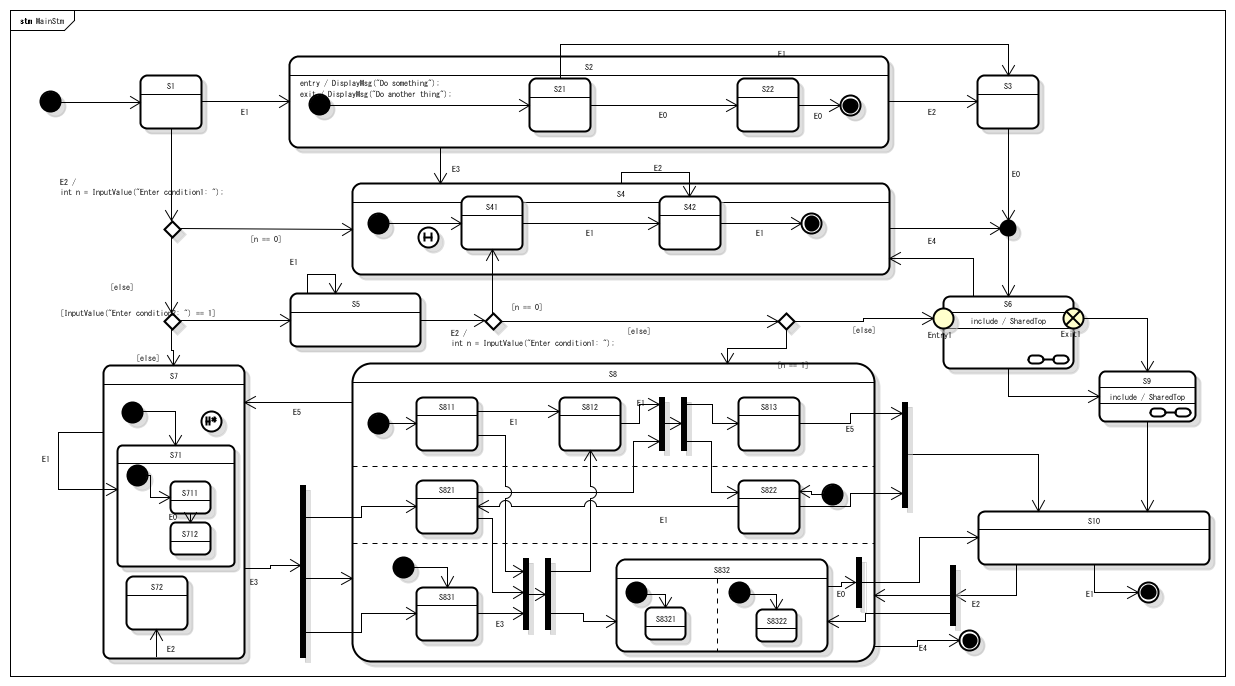 stm MainStm
E1
S1
S2
S3
entry / DisplayMsg("Do something");
exit / DisplayMsg("Do another thing");
S21
S22
E1
E0
E0
E2
E3
E2
E0
E2 /
int n = InputValue("Enter condition1: ");
S4
S41
S42
H
E1
E1
E4
[n == 0]
E1
[else]
S5
[n == 0]
S6
[InputValue("Enter condition2: ") == 1]
include / SharedTop
[else]
[else]
E2 /
int n = InputValue("Enter condition1: ");
Entry1
Exit1
[else]
[n == 1]
S7
S8
S9
include / SharedTop
H*
E5
S811
S812
S813
E1
E1
E5
E1
S71
S711
E0
S712
S821
S822
E1
S10
S72
E3
E2
S831
E3
S832
S8321
S8322
E0
E2
E1
E4